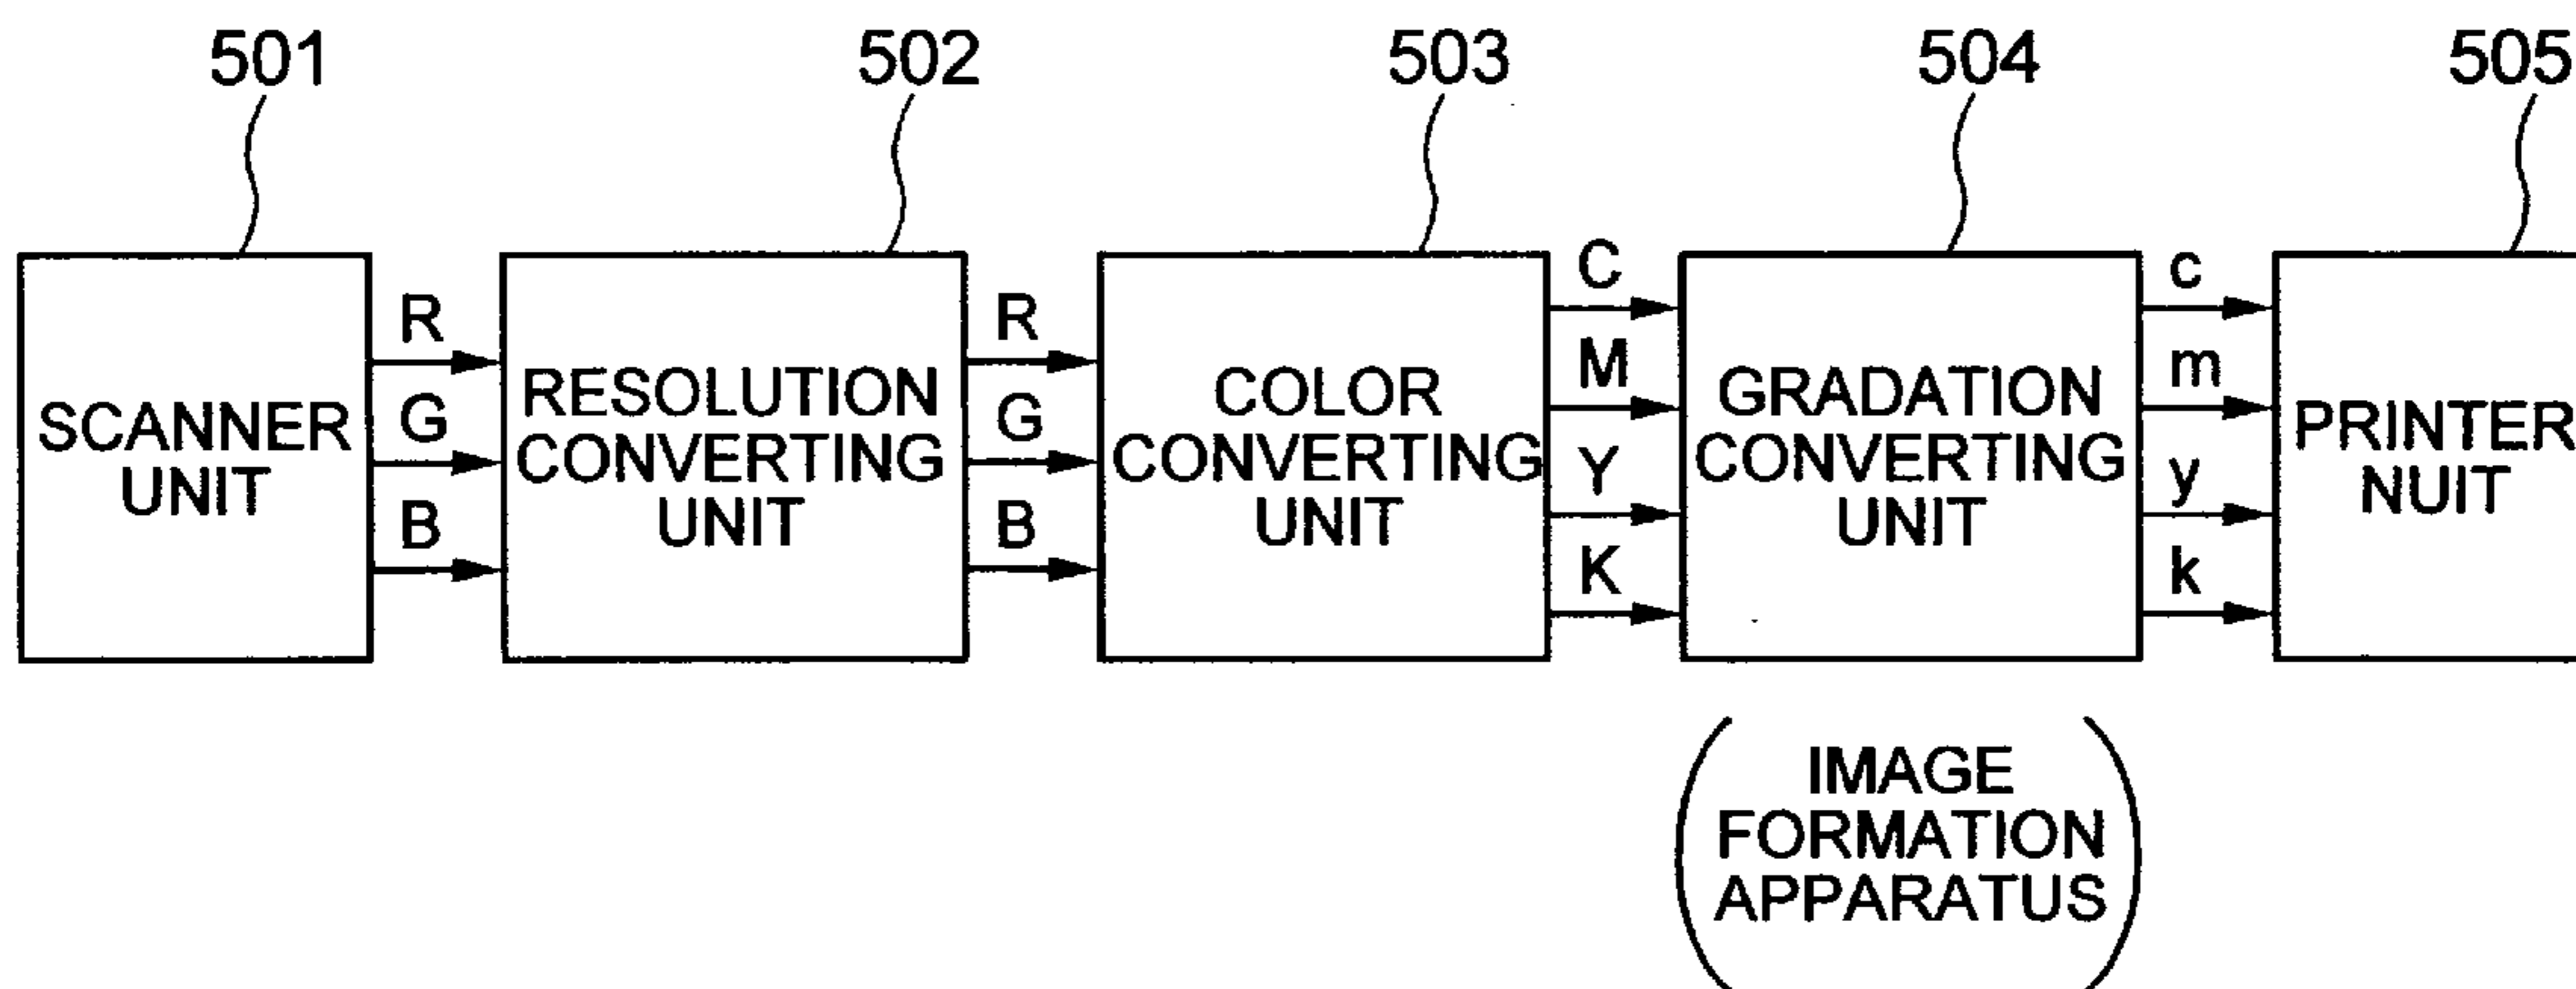 501
502
503
504
505
SCANNER
UNIT
R
G
B
RESOLUTION
CONVERTING
UNIT
R
G
B
COLOR
CONVERTING
UNIT
C
M
Y
K
GRADATION
CONVERTING
UNIT
c
m
y
k
PRINTER
NUIT
(IMAGE
FORMATION
APPARATUS)